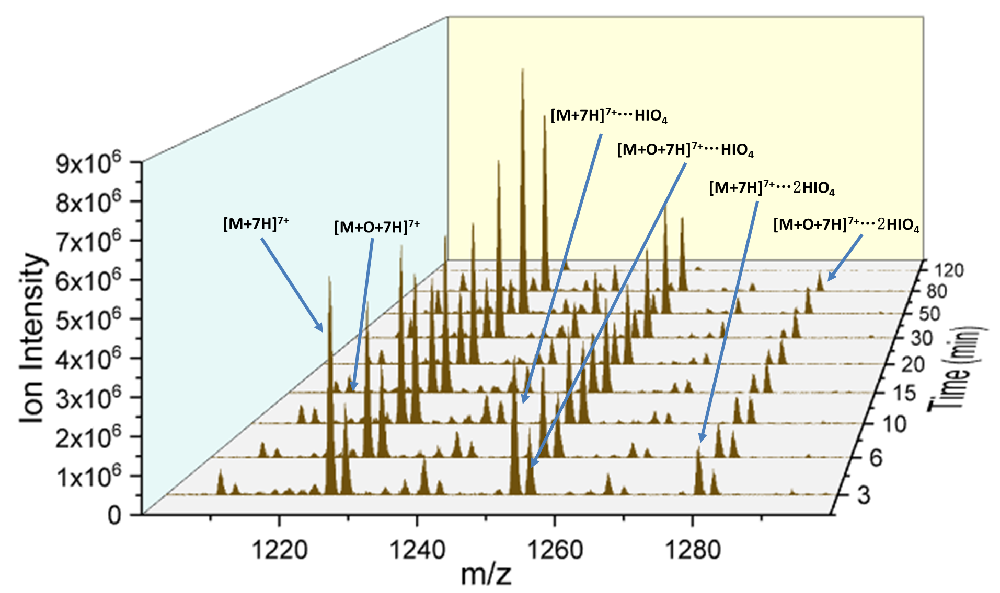 [M+7H]⁷⁺···HIO₄
[M+O+7H]⁷⁺···HIO₄
[M+7H]⁷⁺···2HIO₄
[M+7H]⁷⁺
[M+O+7H]⁷⁺
[M+O+7H]⁷⁺···2HIO₄
9x10⁶
8x10⁶
7x10⁶
6x10⁶
5x10⁶
4x10⁶
3x10⁶
2x10⁶
1x10⁶
0
Ion Intensity
1220
1240
1260
1280
m/z
120
80
50
30
20
15
10
6
3
Time (min)